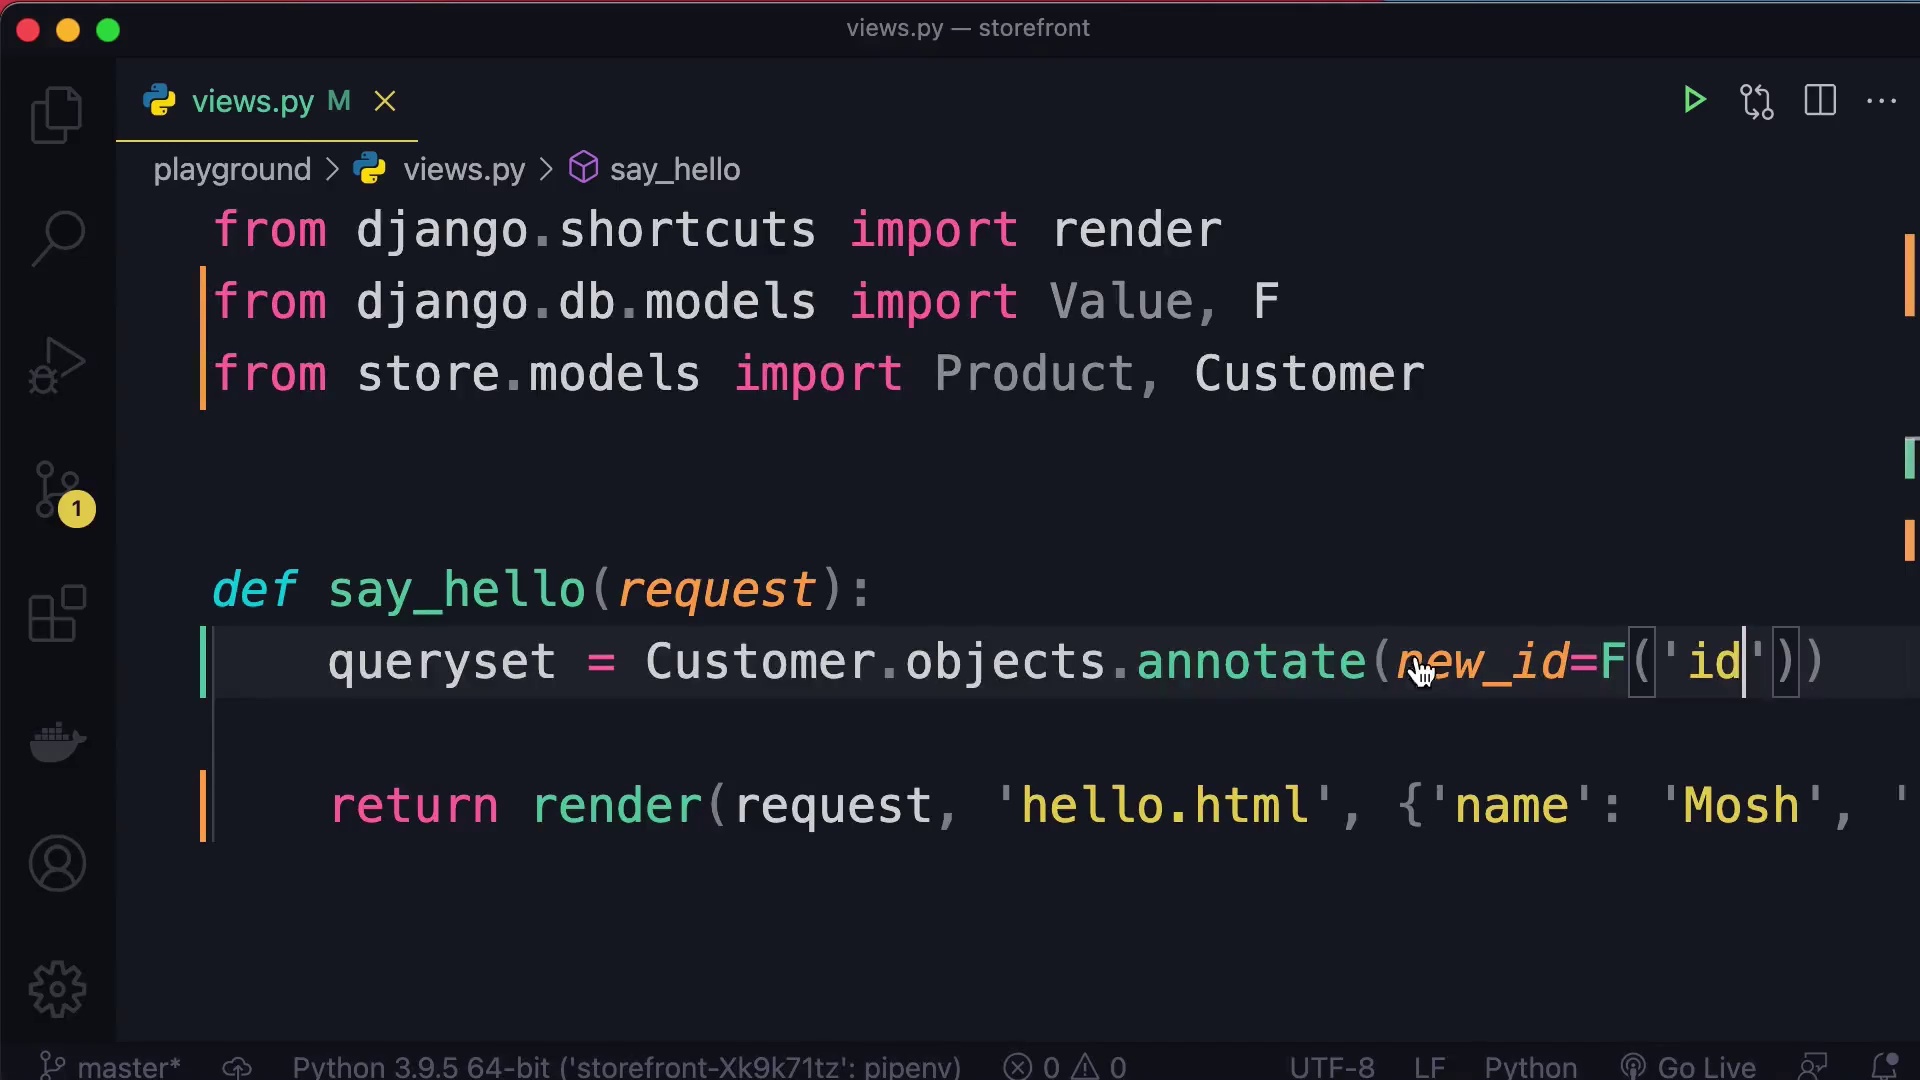 views.py — storefront
views.py M
playground > views.py > say_hello
from django.shortcuts import render
from django.db.models import Value, F
from store.models import Product, Customer
1
def say_hello(request):
queryset = Customer.objects.annotate(new_id=F('id'))
return render(request, 'hello.html', {'name': 'Mosh', '
master* Python 3.9.5 64-bit ('storefront-Xk9k71tz': pipenv) 0 0 UTF-8 LF Python Go Live